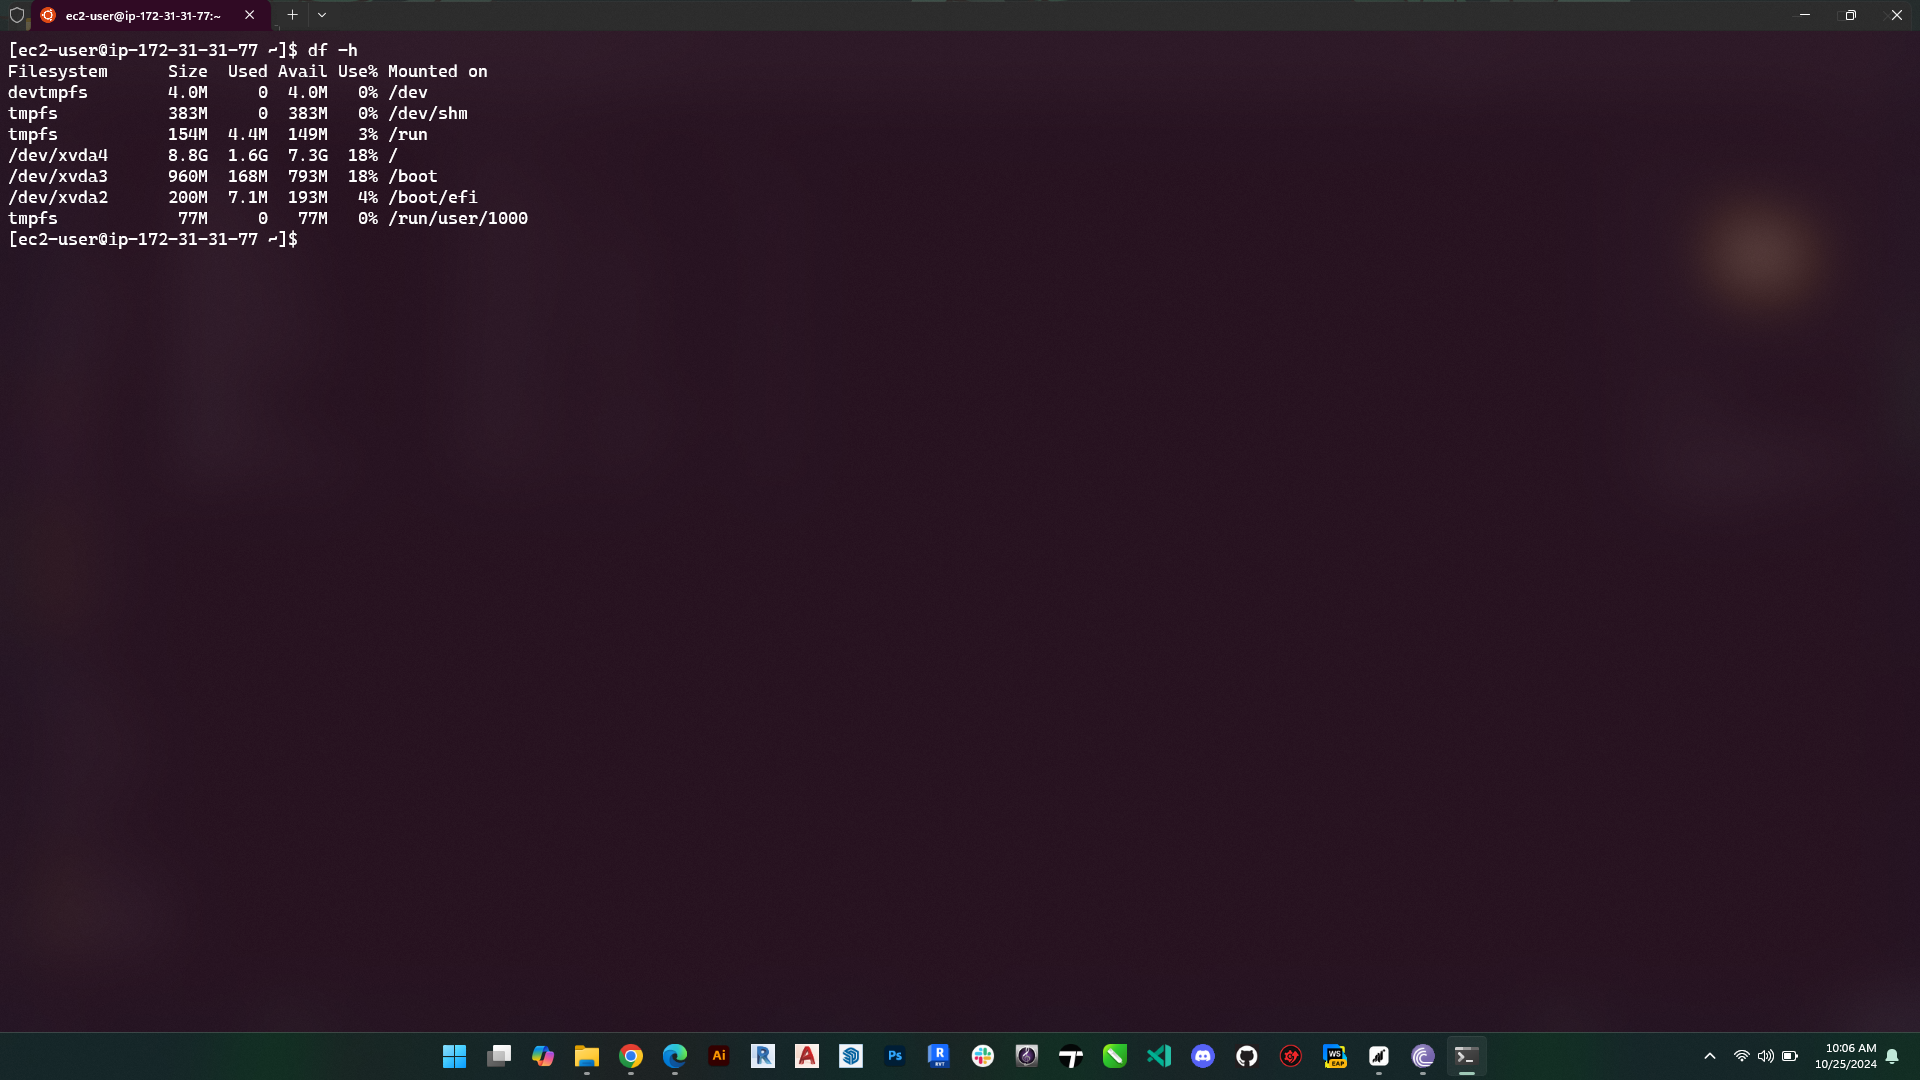 ec2-user@ip-172-31-31-77:~
[ec2-user@ip-172-31-31-77 ~]$ df -h
Filesystem      Size  Used Avail Use% Mounted on
devtmpfs        4.0M     0  4.0M   0% /dev
tmpfs           383M     0  383M   0% /dev/shm
tmpfs           154M  4.4M  149M   3% /run
/dev/xvda4      8.8G  1.6G  7.3G  18% /
/dev/xvda3      960M  168M  793M  18% /boot
/dev/xvda2      200M  7.1M  193M   4% /boot/efi
tmpfs            77M     0   77M   0% /run/user/1000
[ec2-user@ip-172-31-31-77 ~]$
Ai
R
A
Ps
R
RVT
WS
EAP
10:06 AM
10/25/2024